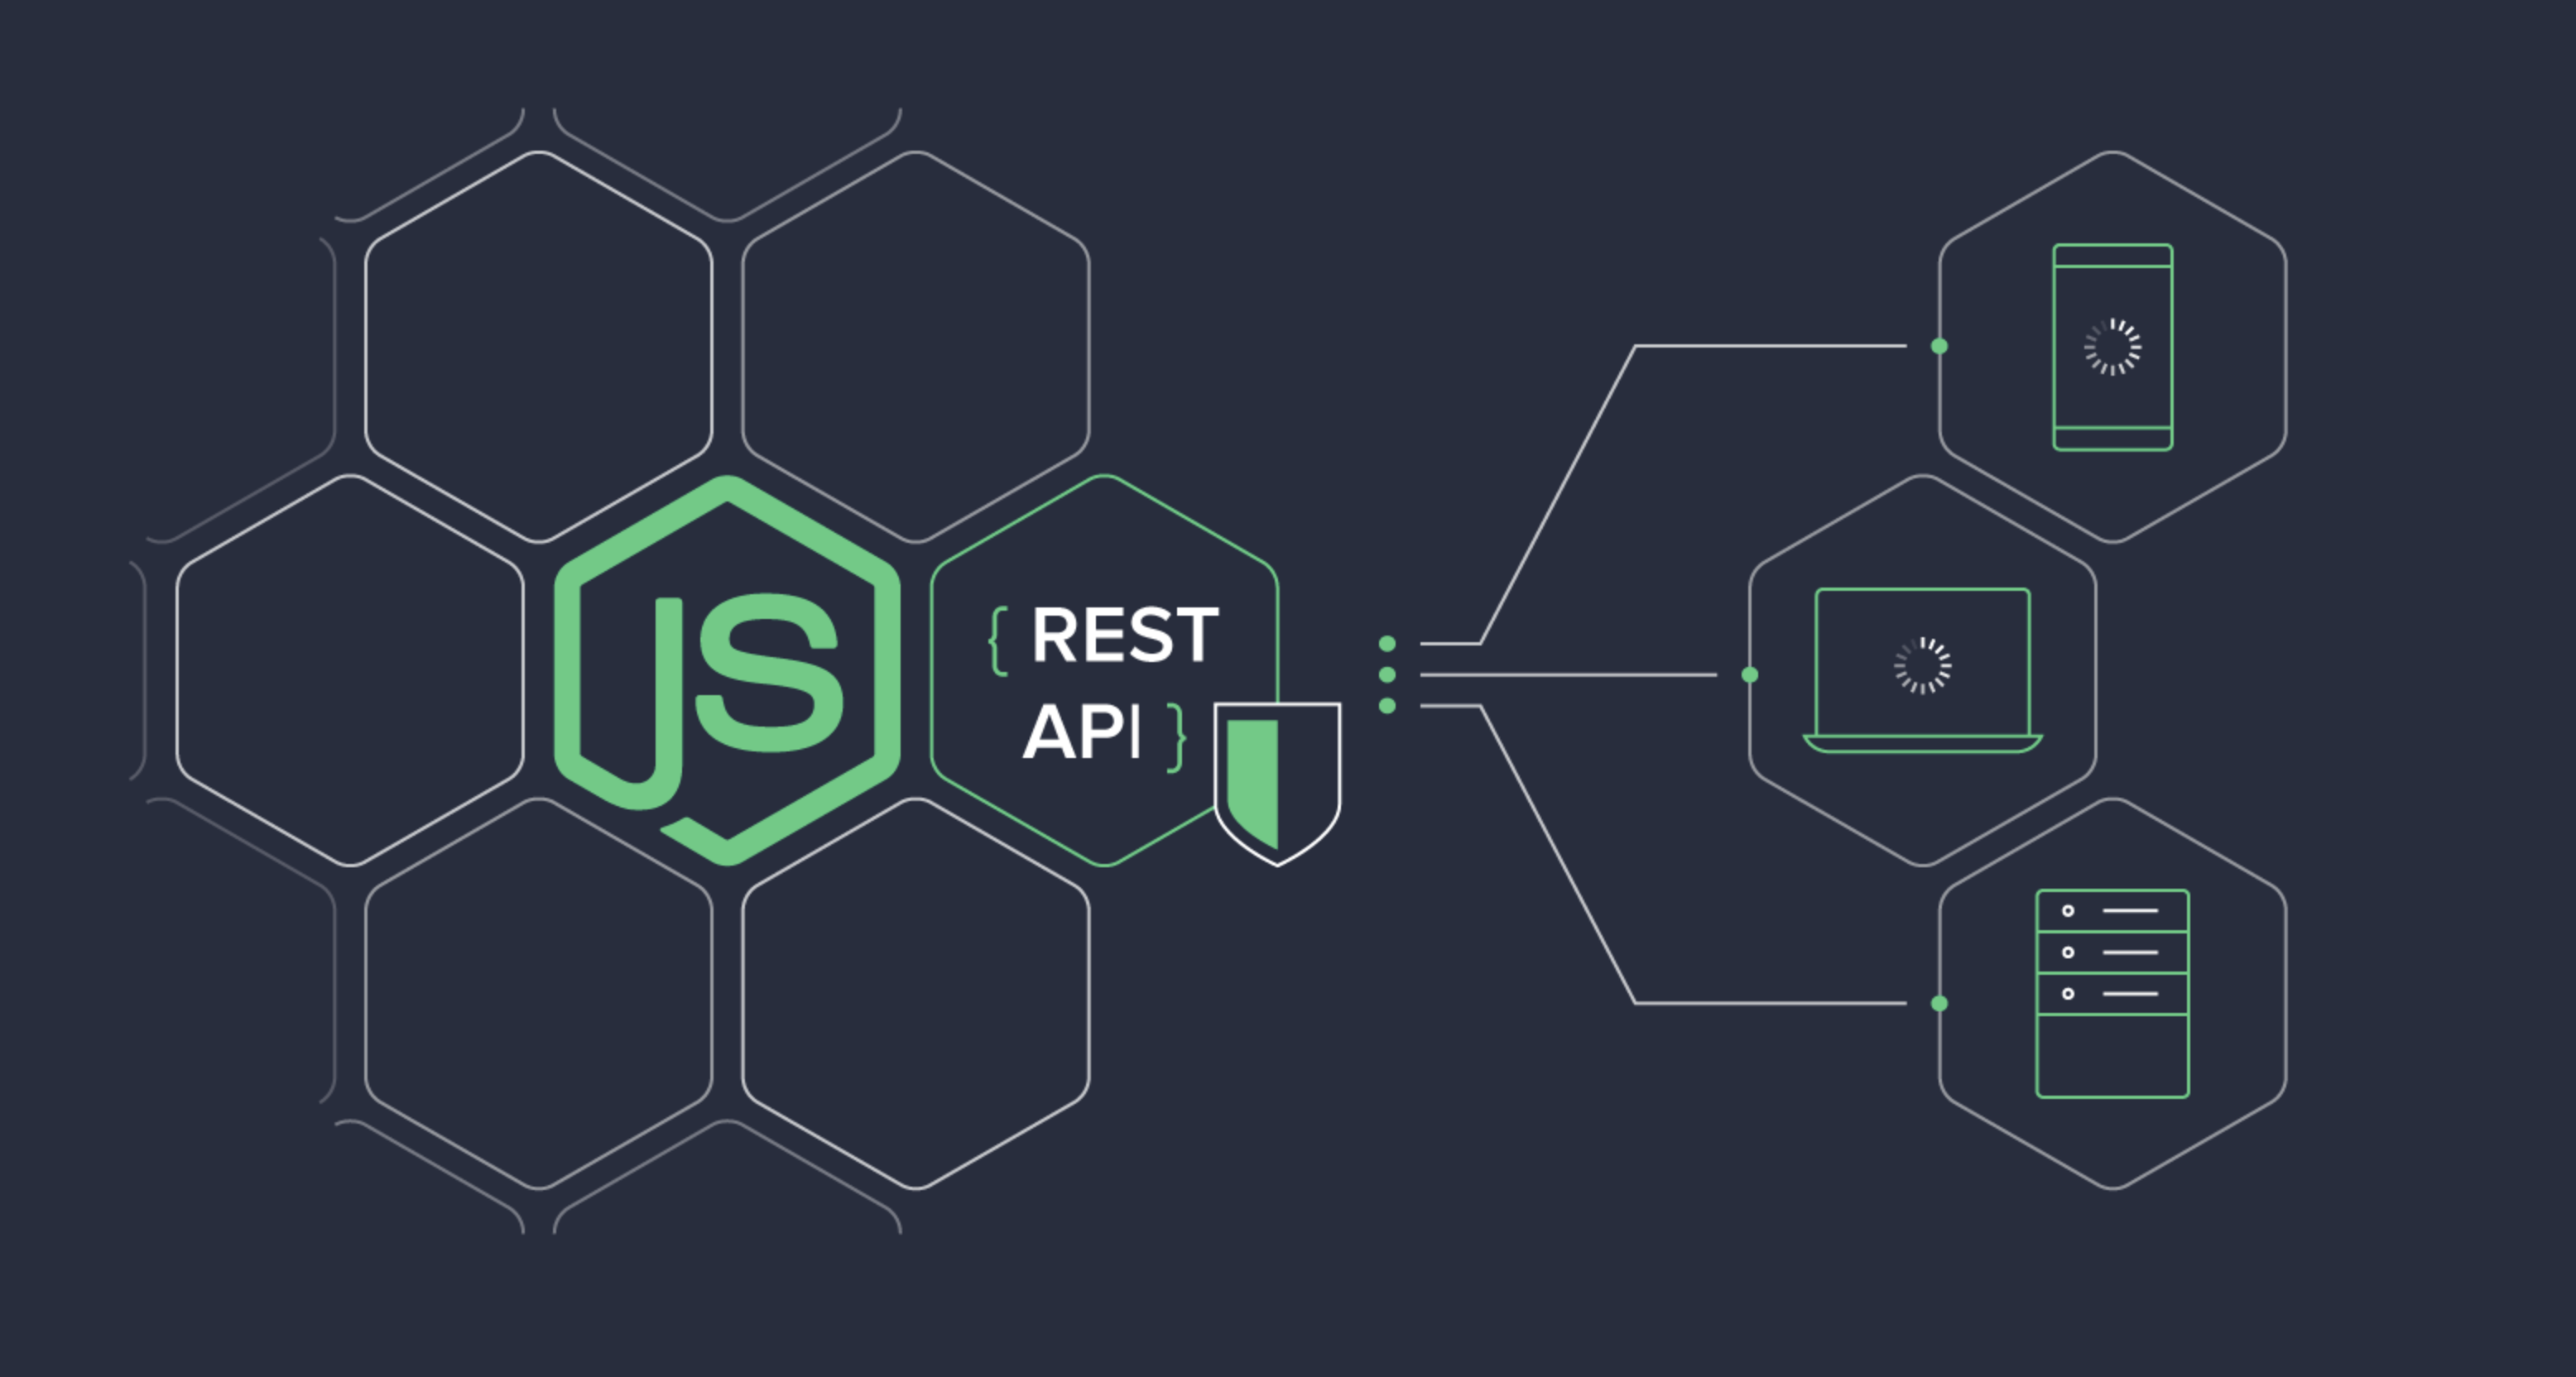 JS
{ REST
API }